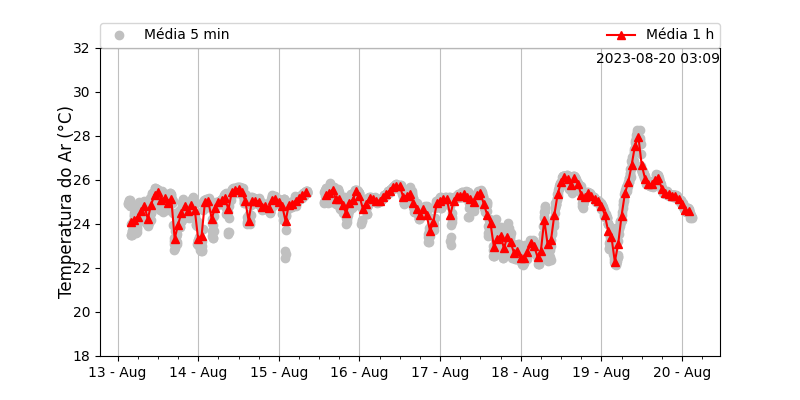 Média 5 min
Média 1 h
2023-08-20 03:09
Temperatura do Ar (°C)
32
30
28
26
24
22
20
18
13 - Aug
14 - Aug
15 - Aug
16 - Aug
17 - Aug
18 - Aug
19 - Aug
20 - Aug